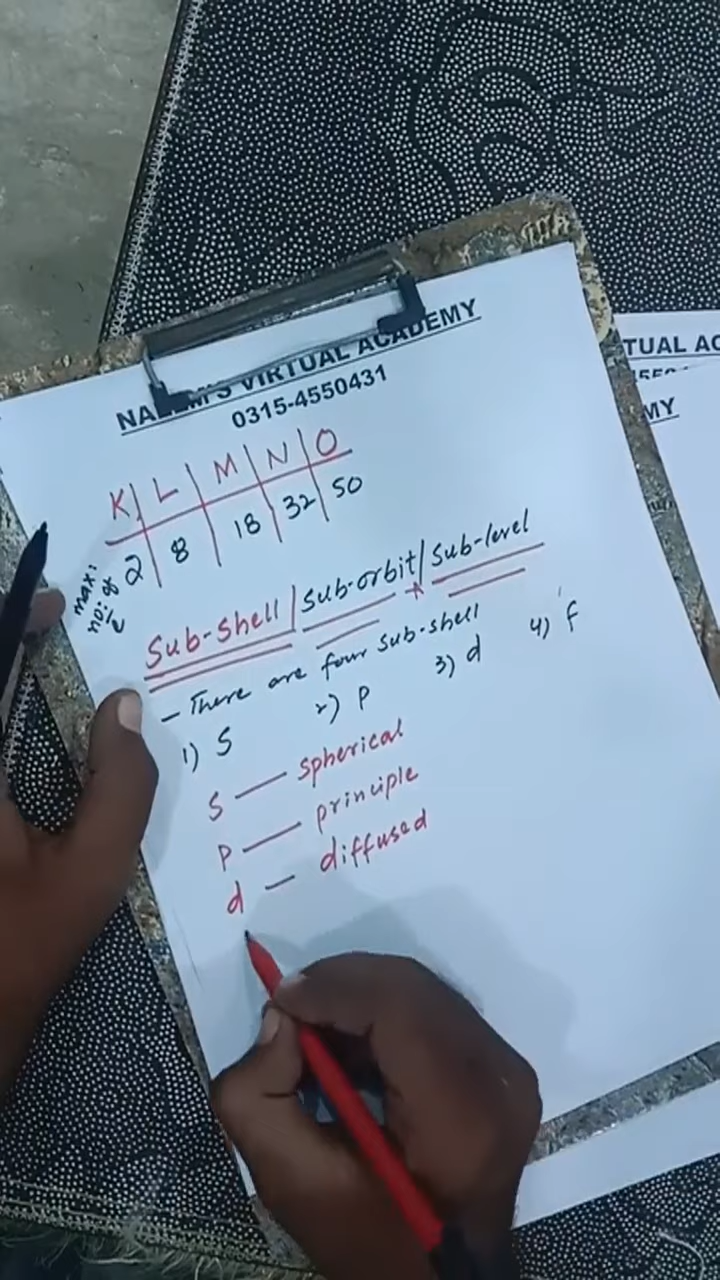 VIRTUAL ACADEMY
0315-4550431
K L M N O
max: no: of e 2 8 18 32 50
Sub-shell / Sub-orbit / Sub-level
- There are four sub-shell
1) S 2) P 3) d 4) f
S — spherical
P — principle
d — diffused
TUAL AC
MY